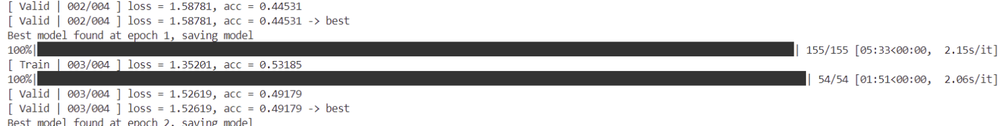 [ Valid | 002/004 ] loss = 1.58781, acc = 0.44531
[ Valid | 002/004 ] loss = 1.58781, acc = 0.44531 -> best
Best model found at epoch 1, saving model
100%| | 155/155 [05:33<00:00, 2.15s/it]
[ Train | 003/004 ] loss = 1.35201, acc = 0.53185
100%| | 54/54 [01:51<00:00, 2.06s/it]
[ Valid | 003/004 ] loss = 1.52619, acc = 0.49179
[ Valid | 003/004 ] loss = 1.52619, acc = 0.49179 -> best
Best model found at epoch 2, saving model